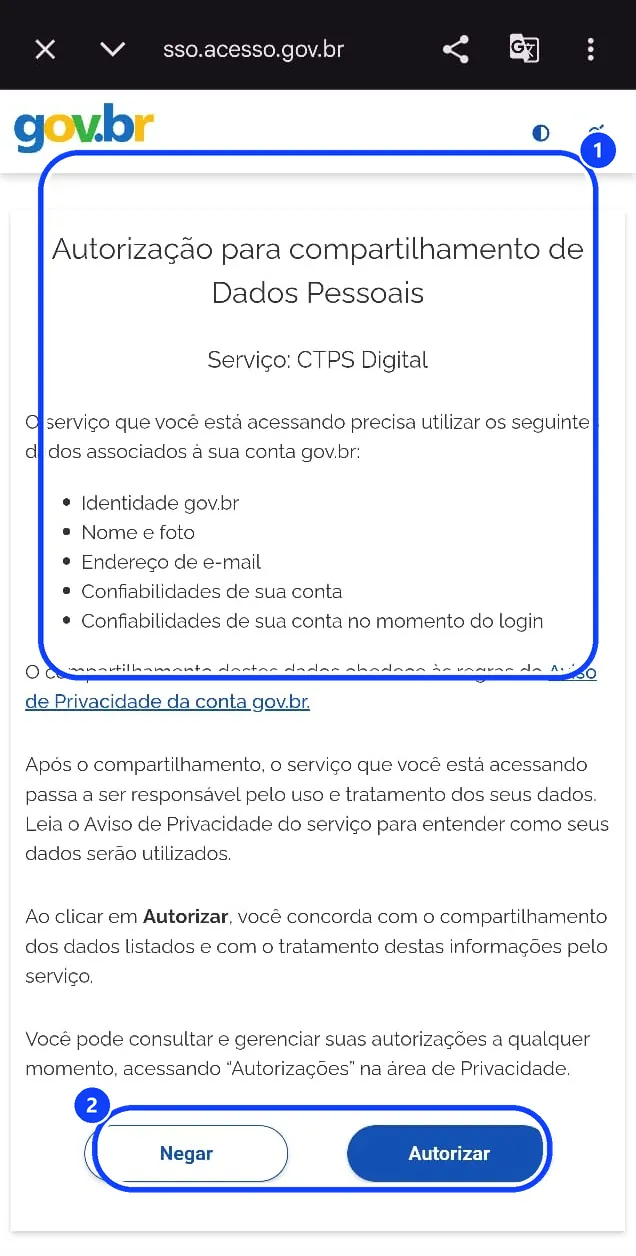 sso.acesso.gov.br
gov.br
1
Autorização para compartilhamento de
Dados Pessoais
Serviço: CTPS Digital
O serviço que você está acessando precisa utilizar os seguinte
dados associados à sua conta gov.br:
• Identidade gov.br
• Nome e foto
• Endereço de e-mail
• Confiabilidades de sua conta
• Confiabilidades de sua conta no momento do login
O compartilhamento destes dados obedece às regras do Aviso
de Privacidade da conta gov.br.
Após o compartilhamento, o serviço que você está acessando
passa a ser responsável pelo uso e tratamento dos seus dados.
Leia o Aviso de Privacidade do serviço para entender como seus
dados serão utilizados.
Ao clicar em Autorizar, você concorda com o compartilhamento
dos dados listados e com o tratamento destas informações pelo
serviço.
Você pode consultar e gerenciar suas autorizações a qualquer
momento, acessando “Autorizações” na área de Privacidade.
2
Negar
Autorizar